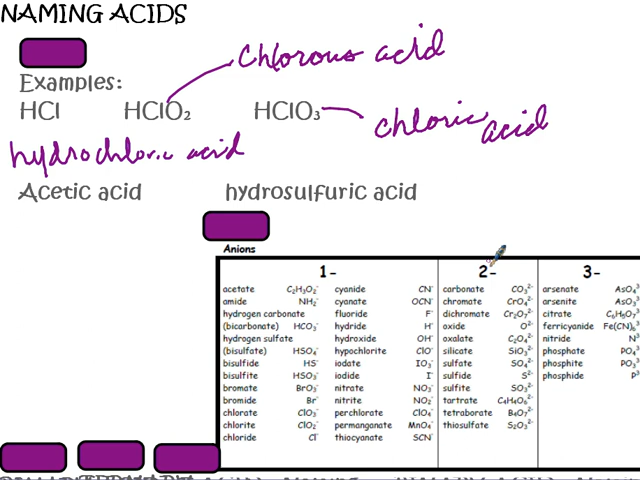 NAMING ACIDS
chlorous acid
Examples:
HCl HClO₂ HClO₃
chloric acid
hydrochloric acid
Acetic acid hydrosulfuric acid
Anions
1- 2- 3-
acetate C₂H₃O₂⁻ cyanide CN⁻ carbonate CO₃²⁻ arsenate AsO₄³
amide NH₂⁻ cyanate OCN⁻ chromate CrO₄²⁻ arsenite AsO₃³
hydrogen carbonate fluoride F⁻ dichromate Cr₂O₇²⁻ citrate C₆H₅O₇³
(bicarbonate) HCO₃⁻ hydride H⁻ oxide O²⁻ ferricyanide Fe(CN)₆³
hydrogen sulfate hydroxide OH⁻ oxalate C₂O₄²⁻ nitride N³
(bisulfate) HSO₄⁻ hypochlorite ClO⁻ silicate SiO₃²⁻ phosphate PO₄³
bisulfide HS⁻ iodate IO₃⁻ sulfate SO₄²⁻ phosphite PO₃³
bisulfite HSO₃⁻ iodide I⁻ sulfide S²⁻ phosphide P³
bromate BrO₃⁻ nitrate NO₃⁻ sulfite SO₃²⁻
bromide Br⁻ nitrite NO₂⁻ tartrate C₄H₄O₆²⁻
chlorate ClO₃⁻ perchlorate ClO₄⁻ tetraborate B₄O₇²⁻
chlorite ClO₂⁻ permanganate MnO₄⁻ thiosulfate S₂O₃²⁻
chloride Cl⁻ thiocyanate SCN⁻